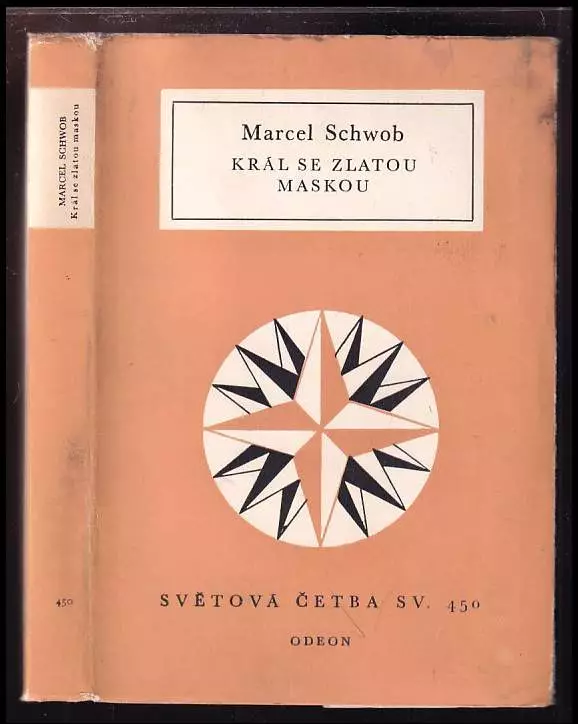 MARCEL SCHWOB
Král se zlatou maskou
450
Marcel Schwob
KRÁL SE ZLATOU
MASKOU
SVĚTOVÁ ČETBA SV. 450
ODEON